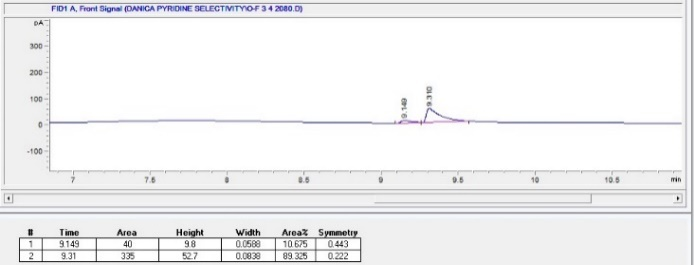 FID1 A, Front Signal (DANICA PYRIDINE SELECTIVITY\O-F 3 4 2080.D)
pA
300
200
100
0
-100
9.149
9.310
7 7.5 8 8.5 9 9.5 10 10.5 min
# Time Area Height Width Area% Symmetry
1 9.149 40 9.8 0.0588 10.675 0.443
2 9.31 335 52.7 0.0838 89.325 0.222